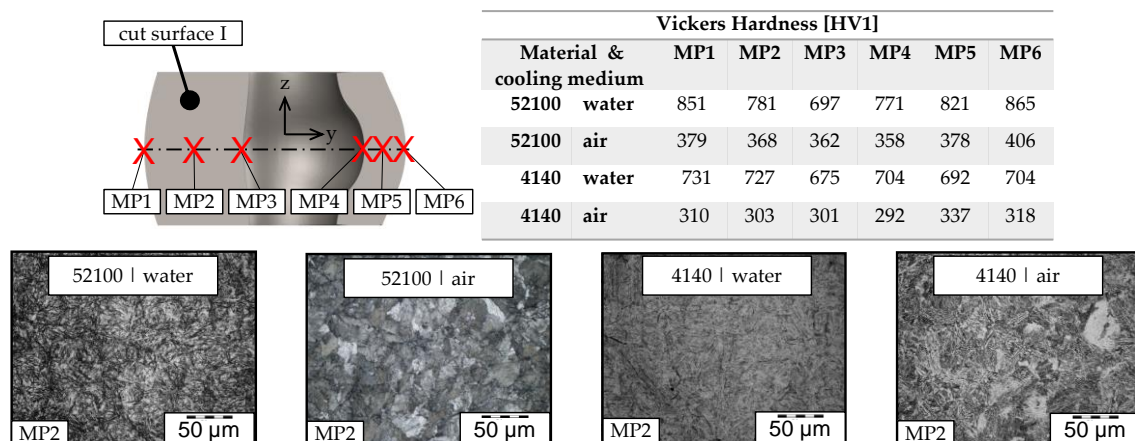 cut surface I
z
y
MP1 MP2 MP3 MP4 MP5 MP6
Vickers Hardness [HV1]
Material & cooling medium MP1 MP2 MP3 MP4 MP5 MP6
52100 water 851 781 697 771 821 865
52100 air 379 368 362 358 378 406
4140 water 731 727 675 704 692 704
4140 air 310 303 301 292 337 318
52100 | water
MP2 50 µm
52100 | air
MP2 50 µm
4140 | water
MP2 50 µm
4140 | air
MP2 50 µm